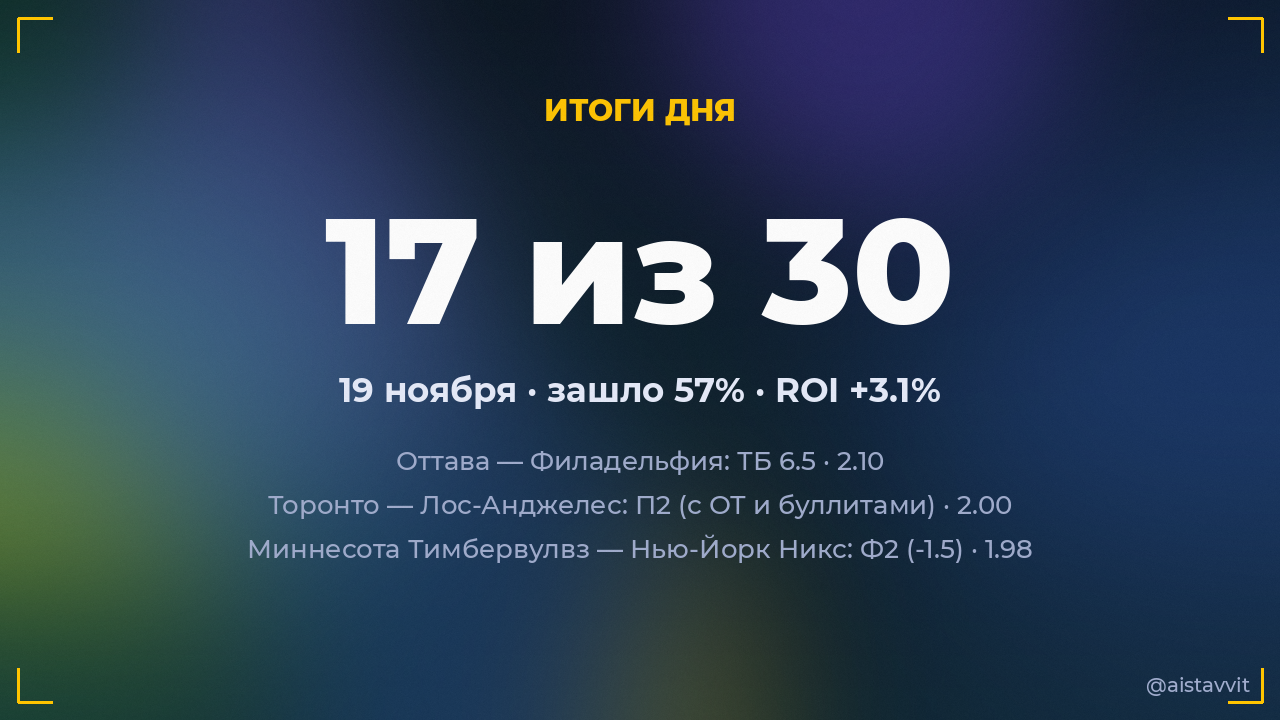 ИТОГИ ДНЯ
17 из 30
19 ноября · зашло 57% · ROI +3.1%
Оттава — Филадельфия: ТБ 6.5 · 2.10
Торонто — Лос-Анджелес: П2 (с ОТ и буллитами) · 2.00
Миннесота Тимбервулвз — Нью-Йорк Никс: Ф2 (-1.5) · 1.98
@aistavvit